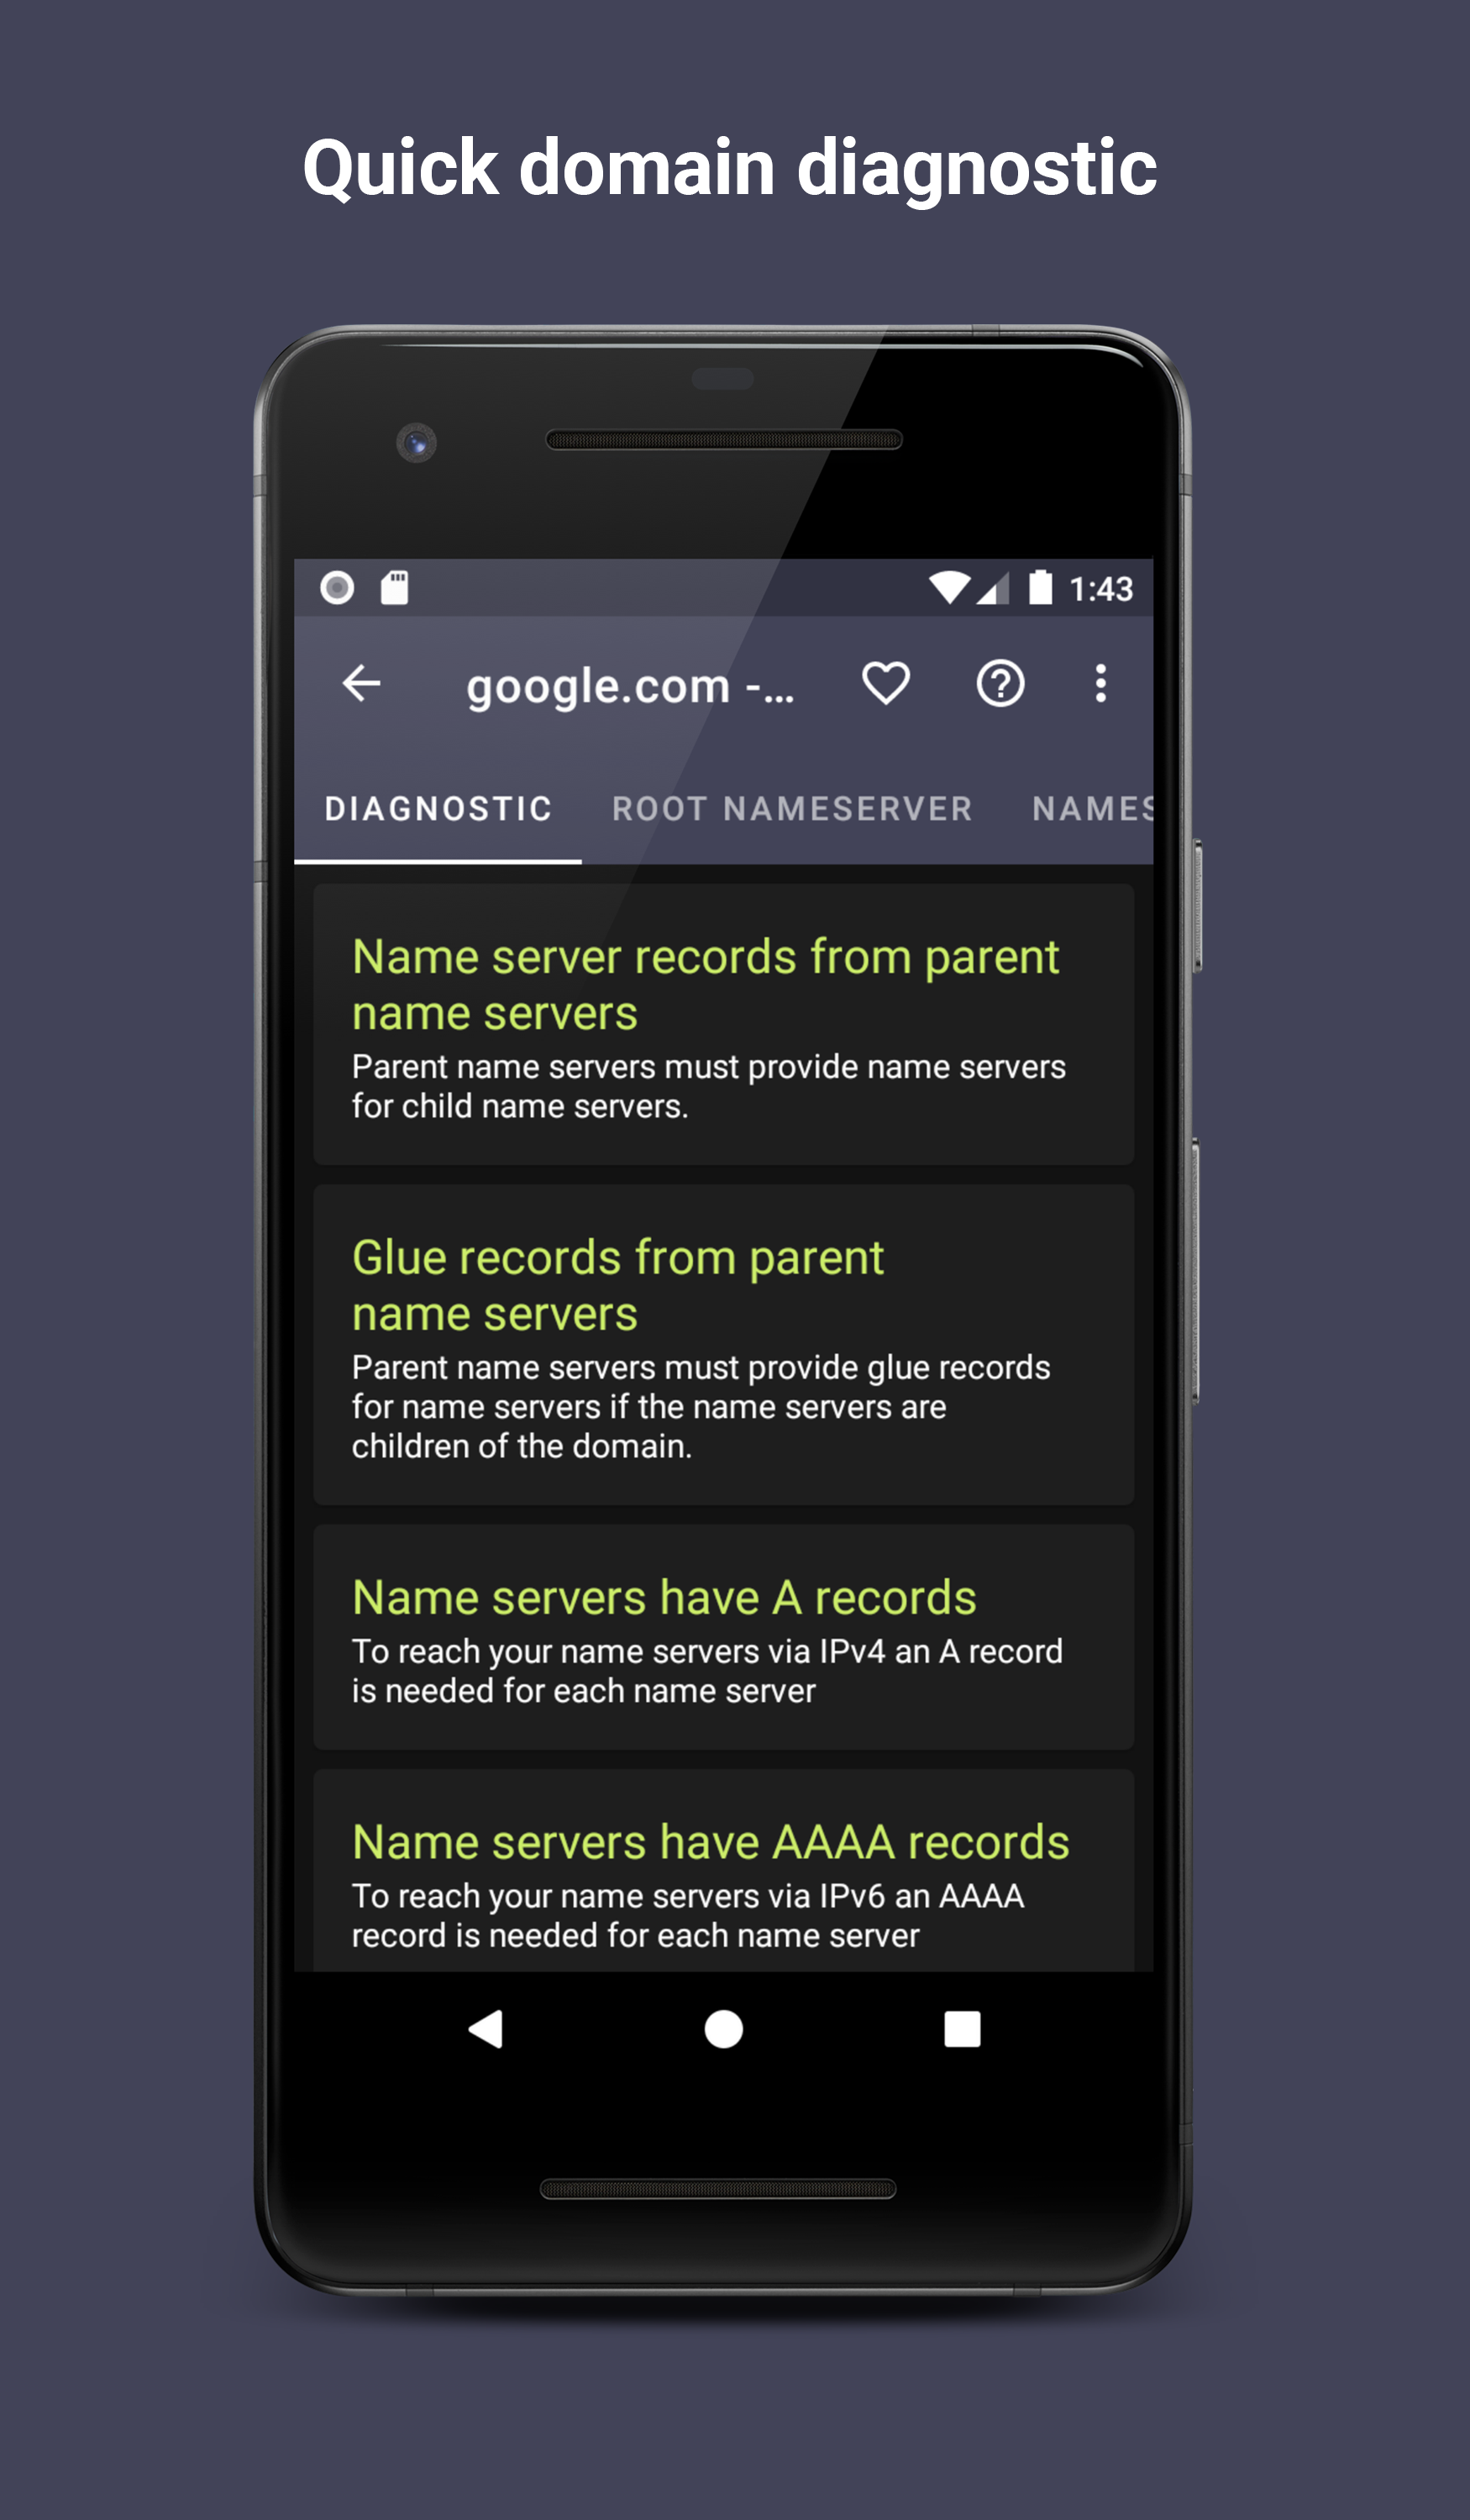 Quick domain diagnostic
1:43
google.com -...
DIAGNOSTIC ROOT NAMESERVER NAMES
Name server records from parent
name servers
Parent name servers must provide name servers
for child name servers.
Glue records from parent
name servers
Parent name servers must provide glue records
for name servers if the name servers are
children of the domain.
Name servers have A records
To reach your name servers via IPv4 an A record
is needed for each name server
Name servers have AAAA records
To reach your name servers via IPv6 an AAAA
record is needed for each name server